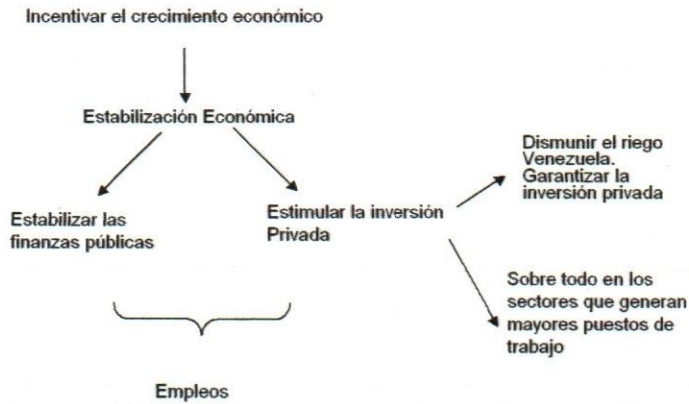 Incentivar el crecimiento económico
Estabilización Económica
Dismunir el riego
Venezuela.
Garantizar la
inversión privada
Estabilizar las
finanzas públicas
Estimular la inversión
Privada
Sobre todo en los
sectores que generan
mayores puestos de
trabajo
Empleos